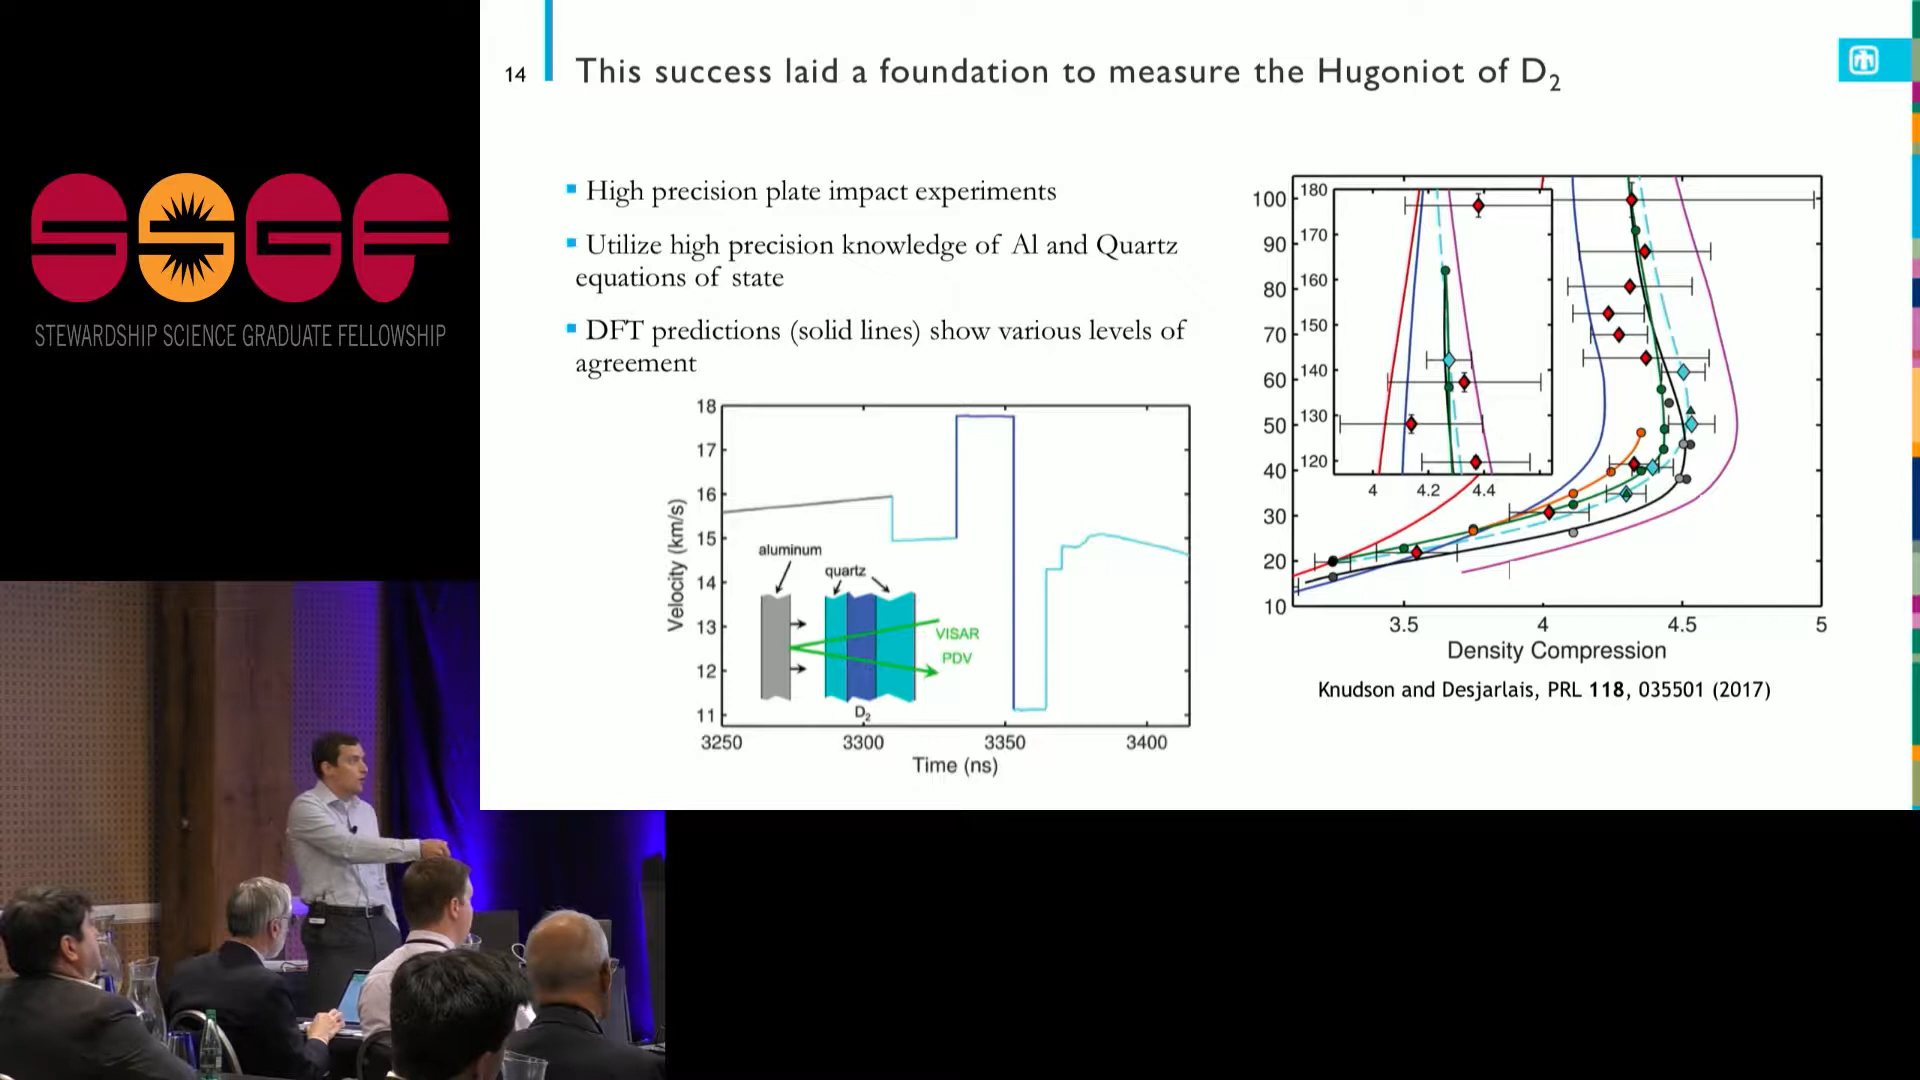 SSGF
STEWARDSHIP SCIENCE GRADUATE FELLOWSHIP
14
This success laid a foundation to measure the Hugoniot of D2
High precision plate impact experiments
Utilize high precision knowledge of Al and Quartz
equations of state
DFT predictions (solid lines) show various levels of
agreement
18
17
16
15
14
13
12
11
Velocity (km/s)
aluminum
quartz
VISAR
PDV
D2
3250
3300
3350
3400
Time (ns)
100
90
80
70
60
50
40
30
20
10
180
170
160
150
140
130
120
4
4.2
4.4
3.5
4
4.5
5
Density Compression
Knudson and Desjarlais, PRL 118, 035501 (2017)